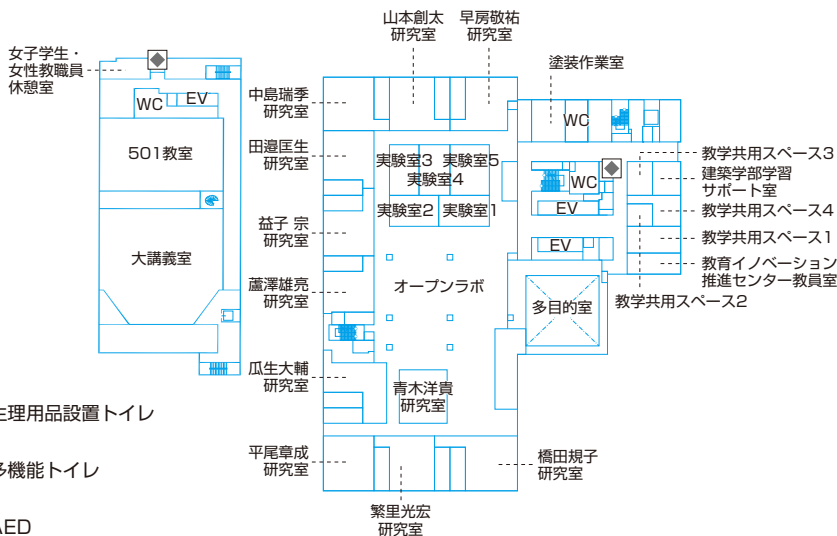 女子学生・
女性教職員
休憩室
WC
EV
501教室
大講義室
生理用品設置トイレ
多機能トイレ
AED
山本創太
研究室
早房敬祐
研究室
中島瑞季
研究室
田邉匡生
研究室
益子 宗
研究室
蘆澤雄亮
研究室
瓜生大輔
研究室
平尾章成
研究室
繁里光宏
研究室
橋田規子
研究室
青木洋貴
研究室
実験室3
実験室5
実験室4
実験室2
実験室1
オープンラボ
塗装作業室
WC
WC
EV
EV
多目的室
教学共用スペース3
建築学部学習
サポート室
教学共用スペース4
教学共用スペース1
教育イノベーション
推進センター教員室
教学共用スペース2